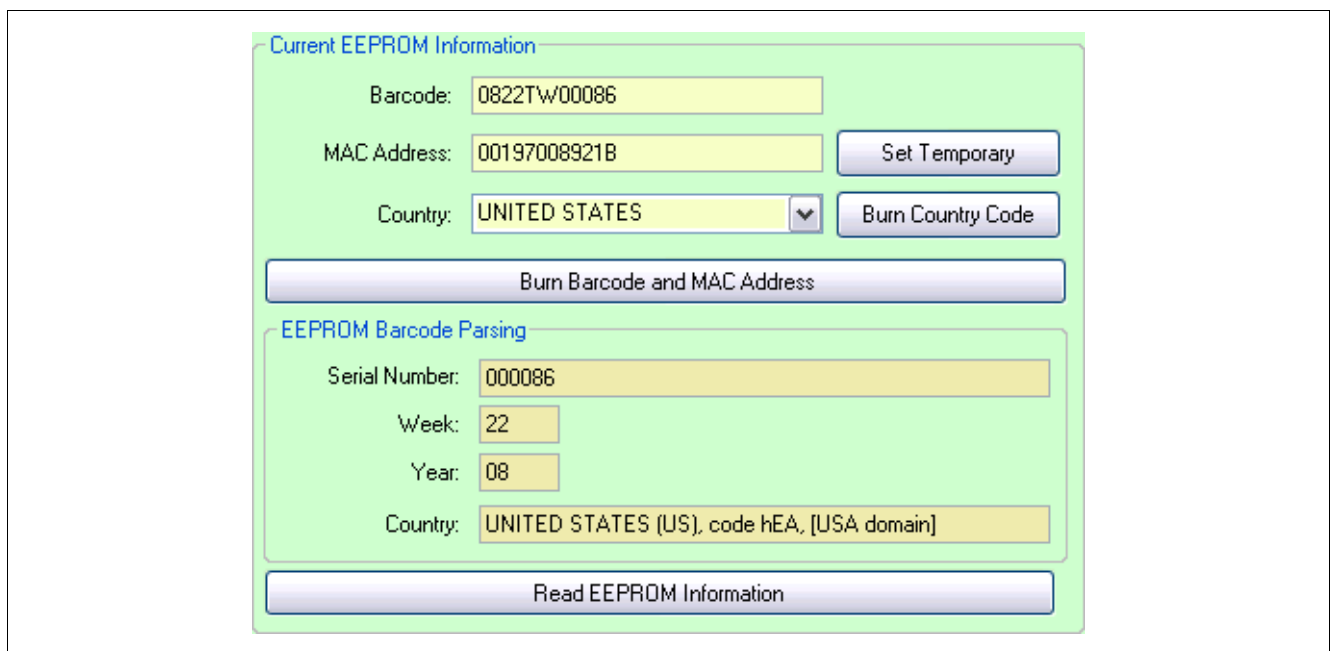 Current EEPROM Information
Barcode: 0822TW00086
MAC Address: 00197008921B Set Temporary
Country: UNITED STATES Burn Country Code
Burn Barcode and MAC Address
EEPROM Barcode Parsing
Serial Number: 000086
Week: 22
Year: 08
Country: UNITED STATES (US), code hEA, [USA domain]
Read EEPROM Information